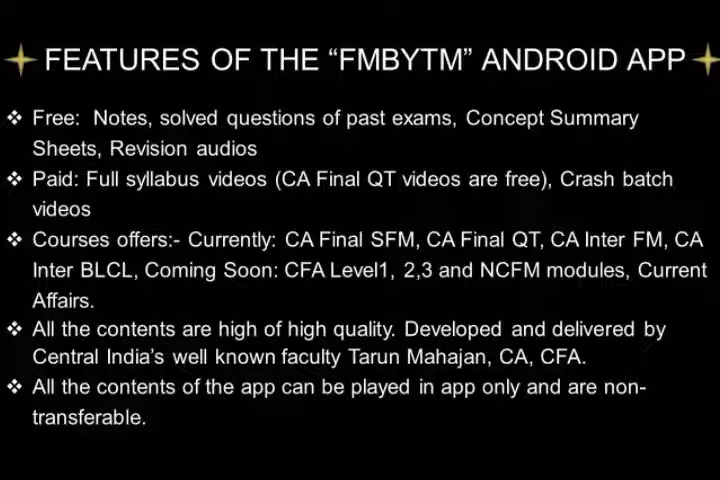 FEATURES OF THE “FMBYTM” ANDROID APP
❖ Free: Notes, solved questions of past exams, Concept Summary
Sheets, Revision audios
❖ Paid: Full syllabus videos (CA Final QT videos are free), Crash batch
videos
❖ Courses offers:- Currently: CA Final SFM, CA Final QT, CA Inter FM, CA
Inter BLCL, Coming Soon: CFA Level1, 2,3 and NCFM modules, Current
Affairs.
❖ All the contents are high of high quality. Developed and delivered by
Central India’s well known faculty Tarun Mahajan, CA, CFA.
❖ All the contents of the app can be played in app only and are non-
transferable.